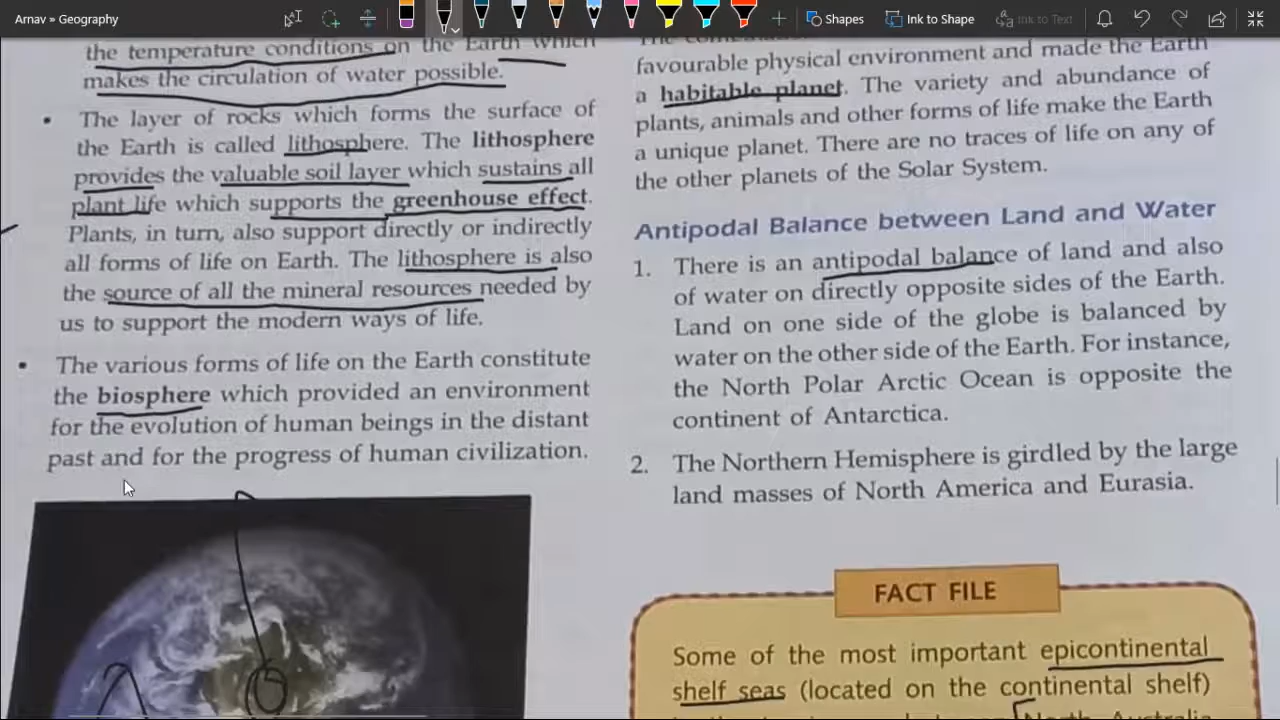 Arnav » Geography
Shapes
Ink to Shape
Ink to Text
the temperature conditions on the Earth which
makes the circulation of water possible.
• The layer of rocks which forms the surface of
the Earth is called lithosphere. The lithosphere
provides the valuable soil layer which sustains all
plant life which supports the greenhouse effect.
Plants, in turn, also support directly or indirectly
all forms of life on Earth. The lithosphere is also
the source of all the mineral resources needed by
us to support the modern ways of life.
• The various forms of life on the Earth constitute
the biosphere which provided an environment
for the evolution of human beings in the distant
past and for the progress of human civilization.
favourable physical environment and made the Earth
a habitable planet. The variety and abundance of
plants, animals and other forms of life make the Earth
a unique planet. There are no traces of life on any of
the other planets of the Solar System.
Antipodal Balance between Land and Water
1. There is an antipodal balance of land and also
of water on directly opposite sides of the Earth.
Land on one side of the globe is balanced by
water on the other side of the Earth. For instance,
the North Polar Arctic Ocean is opposite the
continent of Antarctica.
2. The Northern Hemisphere is girdled by the large
land masses of North America and Eurasia.
FACT FILE
Some of the most important epicontinental
shelf seas (located on the continental shelf)
North Australia